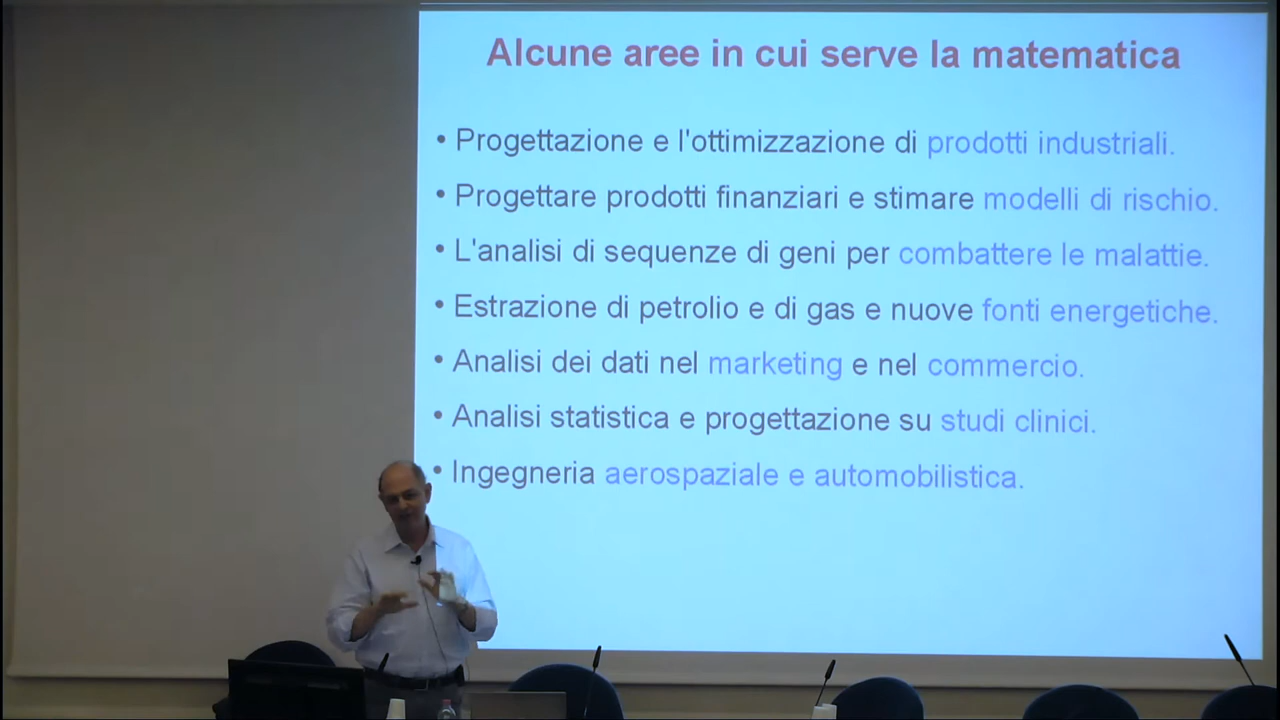 Alcune aree in cui serve la matematica
• Progettazione e l'ottimizzazione di prodotti industriali.
• Progettare prodotti finanziari e stimare modelli di rischio.
• L'analisi di sequenze di geni per combattere le malattie.
• Estrazione di petrolio e di gas e nuove fonti energetiche.
• Analisi dei dati nel marketing e nel commercio.
• Analisi statistica e progettazione su studi clinici.
• Ingegneria aerospaziale e automobilistica.